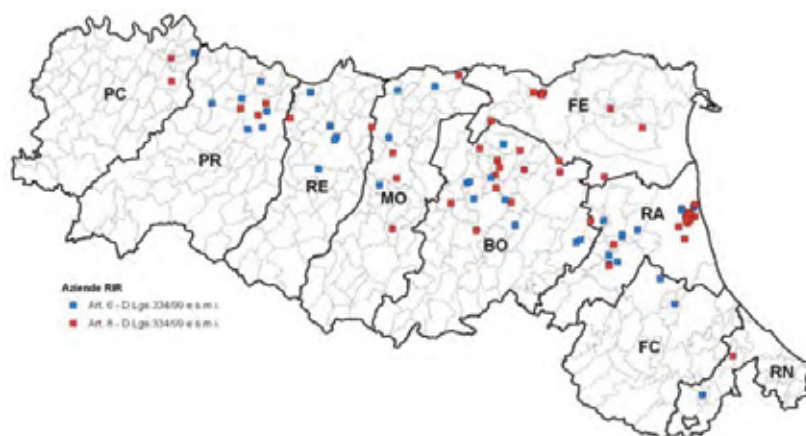 PC
PR
RE
MO
BO
FE
RA
FC
RN
Aziende RIR
Art. 6 - D.Lgs.334/99 e s.m.i.
Art. 8 - D.Lgs.334/99 e s.m.i.